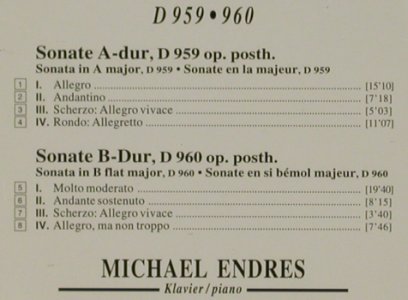 D 959 • 960
Sonate A-dur, D 959 op. posth.
Sonata in A major, D 959 • Sonate en la majeur, D 959
1 I. Allegro [15'10]
2 II. Andantino [7'18]
3 III. Scherzo: Allegro vivace [5'03]
4 IV. Rondo: Allegretto [11'07]
Sonate B-Dur, D 960 op. posth.
Sonata in B flat major, D 960 • Sonate en si bémol majeur, D 960
5 I. Molto moderato [19'40]
6 II. Andante sostenuto [8'15]
7 III. Scherzo: Allegro vivace [3'40]
8 IV. Allegro, ma non troppo [7'46]
MICHAEL ENDRES
Klavier/piano